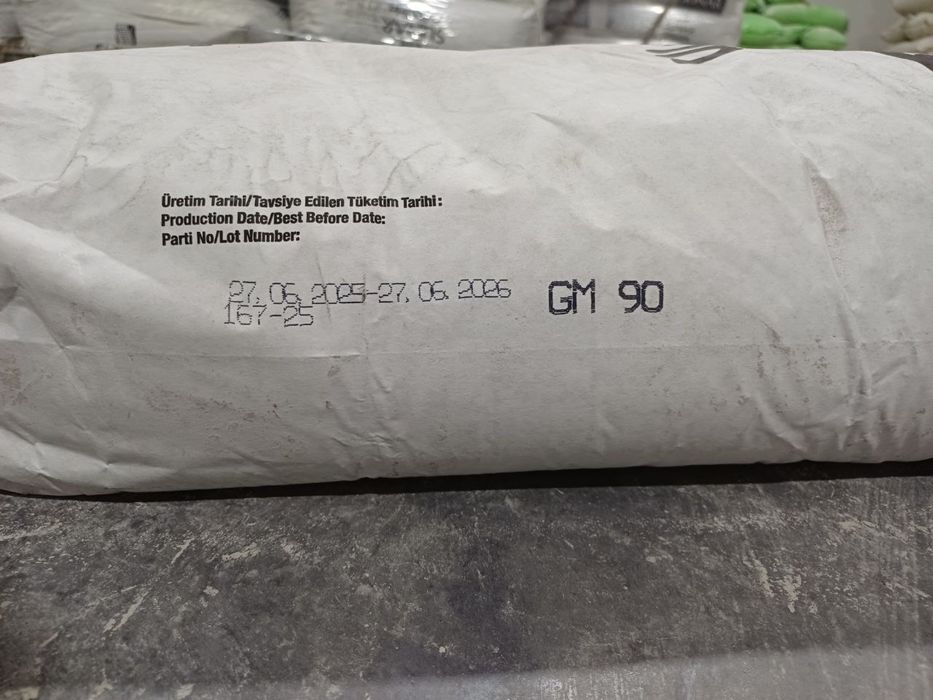 Üretim Tarihi/Tavsiye Edilen Tüketim Tarihi:
Production Date/Best Before Date:
Parti No/Lot Number:
27.06.2025-27.06.2026 GM 90
167-25